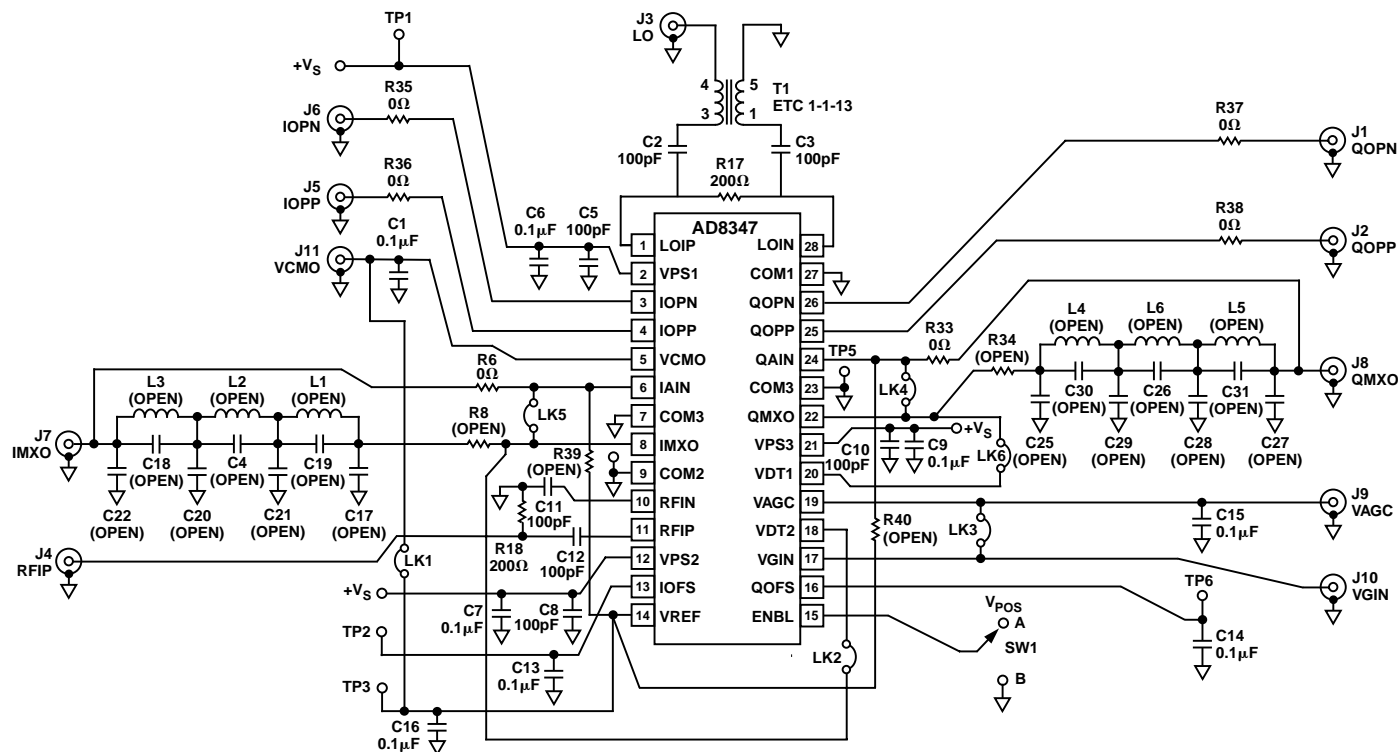 TP1
J3
LO
+VS
4
5
T1
ETC 1-1-13
3
1
R35
0Ω
J6
IOPN
R37
0Ω
J1
QOPN
C2
100pF
C3
100pF
R17
200Ω
R36
0Ω
J5
IOPP
C1
0.1μF
C6
0.1μF
C5
100pF
R38
0Ω
J2
QOPP
J11
VCMO
AD8347
1 LOIP
LOIN 28
2 VPS1
COM1 27
3 IOPN
QOPN 26
4 IOPP
QOPP 25
5 VCMO
QAIN 24
6 IAIN
COM3 23
7 COM3
QMXO 22
8 IMXO
VPS3 21
9 COM2
VDT1 20
10 RFIN
VAGC 19
11 RFIP
VDT2 18
12 VPS2
VGIN 17
13 IOFS
QOFS 16
14 VREF
ENBL 15
R33
0Ω
R34
(OPEN)
L4
(OPEN)
L6
(OPEN)
L5
(OPEN)
TP5
LK4
C30
(OPEN)
C26
(OPEN)
C31
(OPEN)
J8
QMXO
C25
(OPEN)
C29
(OPEN)
C28
(OPEN)
C27
(OPEN)
+VS
C10
100pF
C9
0.1μF
LK6
R6
0Ω
L3
(OPEN)
L2
(OPEN)
L1
(OPEN)
R8
(OPEN)
LK5
J7
IMXO
C18
(OPEN)
C4
(OPEN)
C19
(OPEN)
R39
(OPEN)
C22
(OPEN)
C20
(OPEN)
C21
(OPEN)
C17
(OPEN)
C11
100pF
R18
200Ω
C12
100pF
J4
RFIP
LK1
R40
(OPEN)
LK3
C15
0.1μF
J9
VAGC
J10
VGIN
+VS
C7
0.1μF
C8
100pF
TP6
C14
0.1μF
TP2
C13
0.1μF
VPOS
A
SW1
B
LK2
TP3
C16
0.1μF